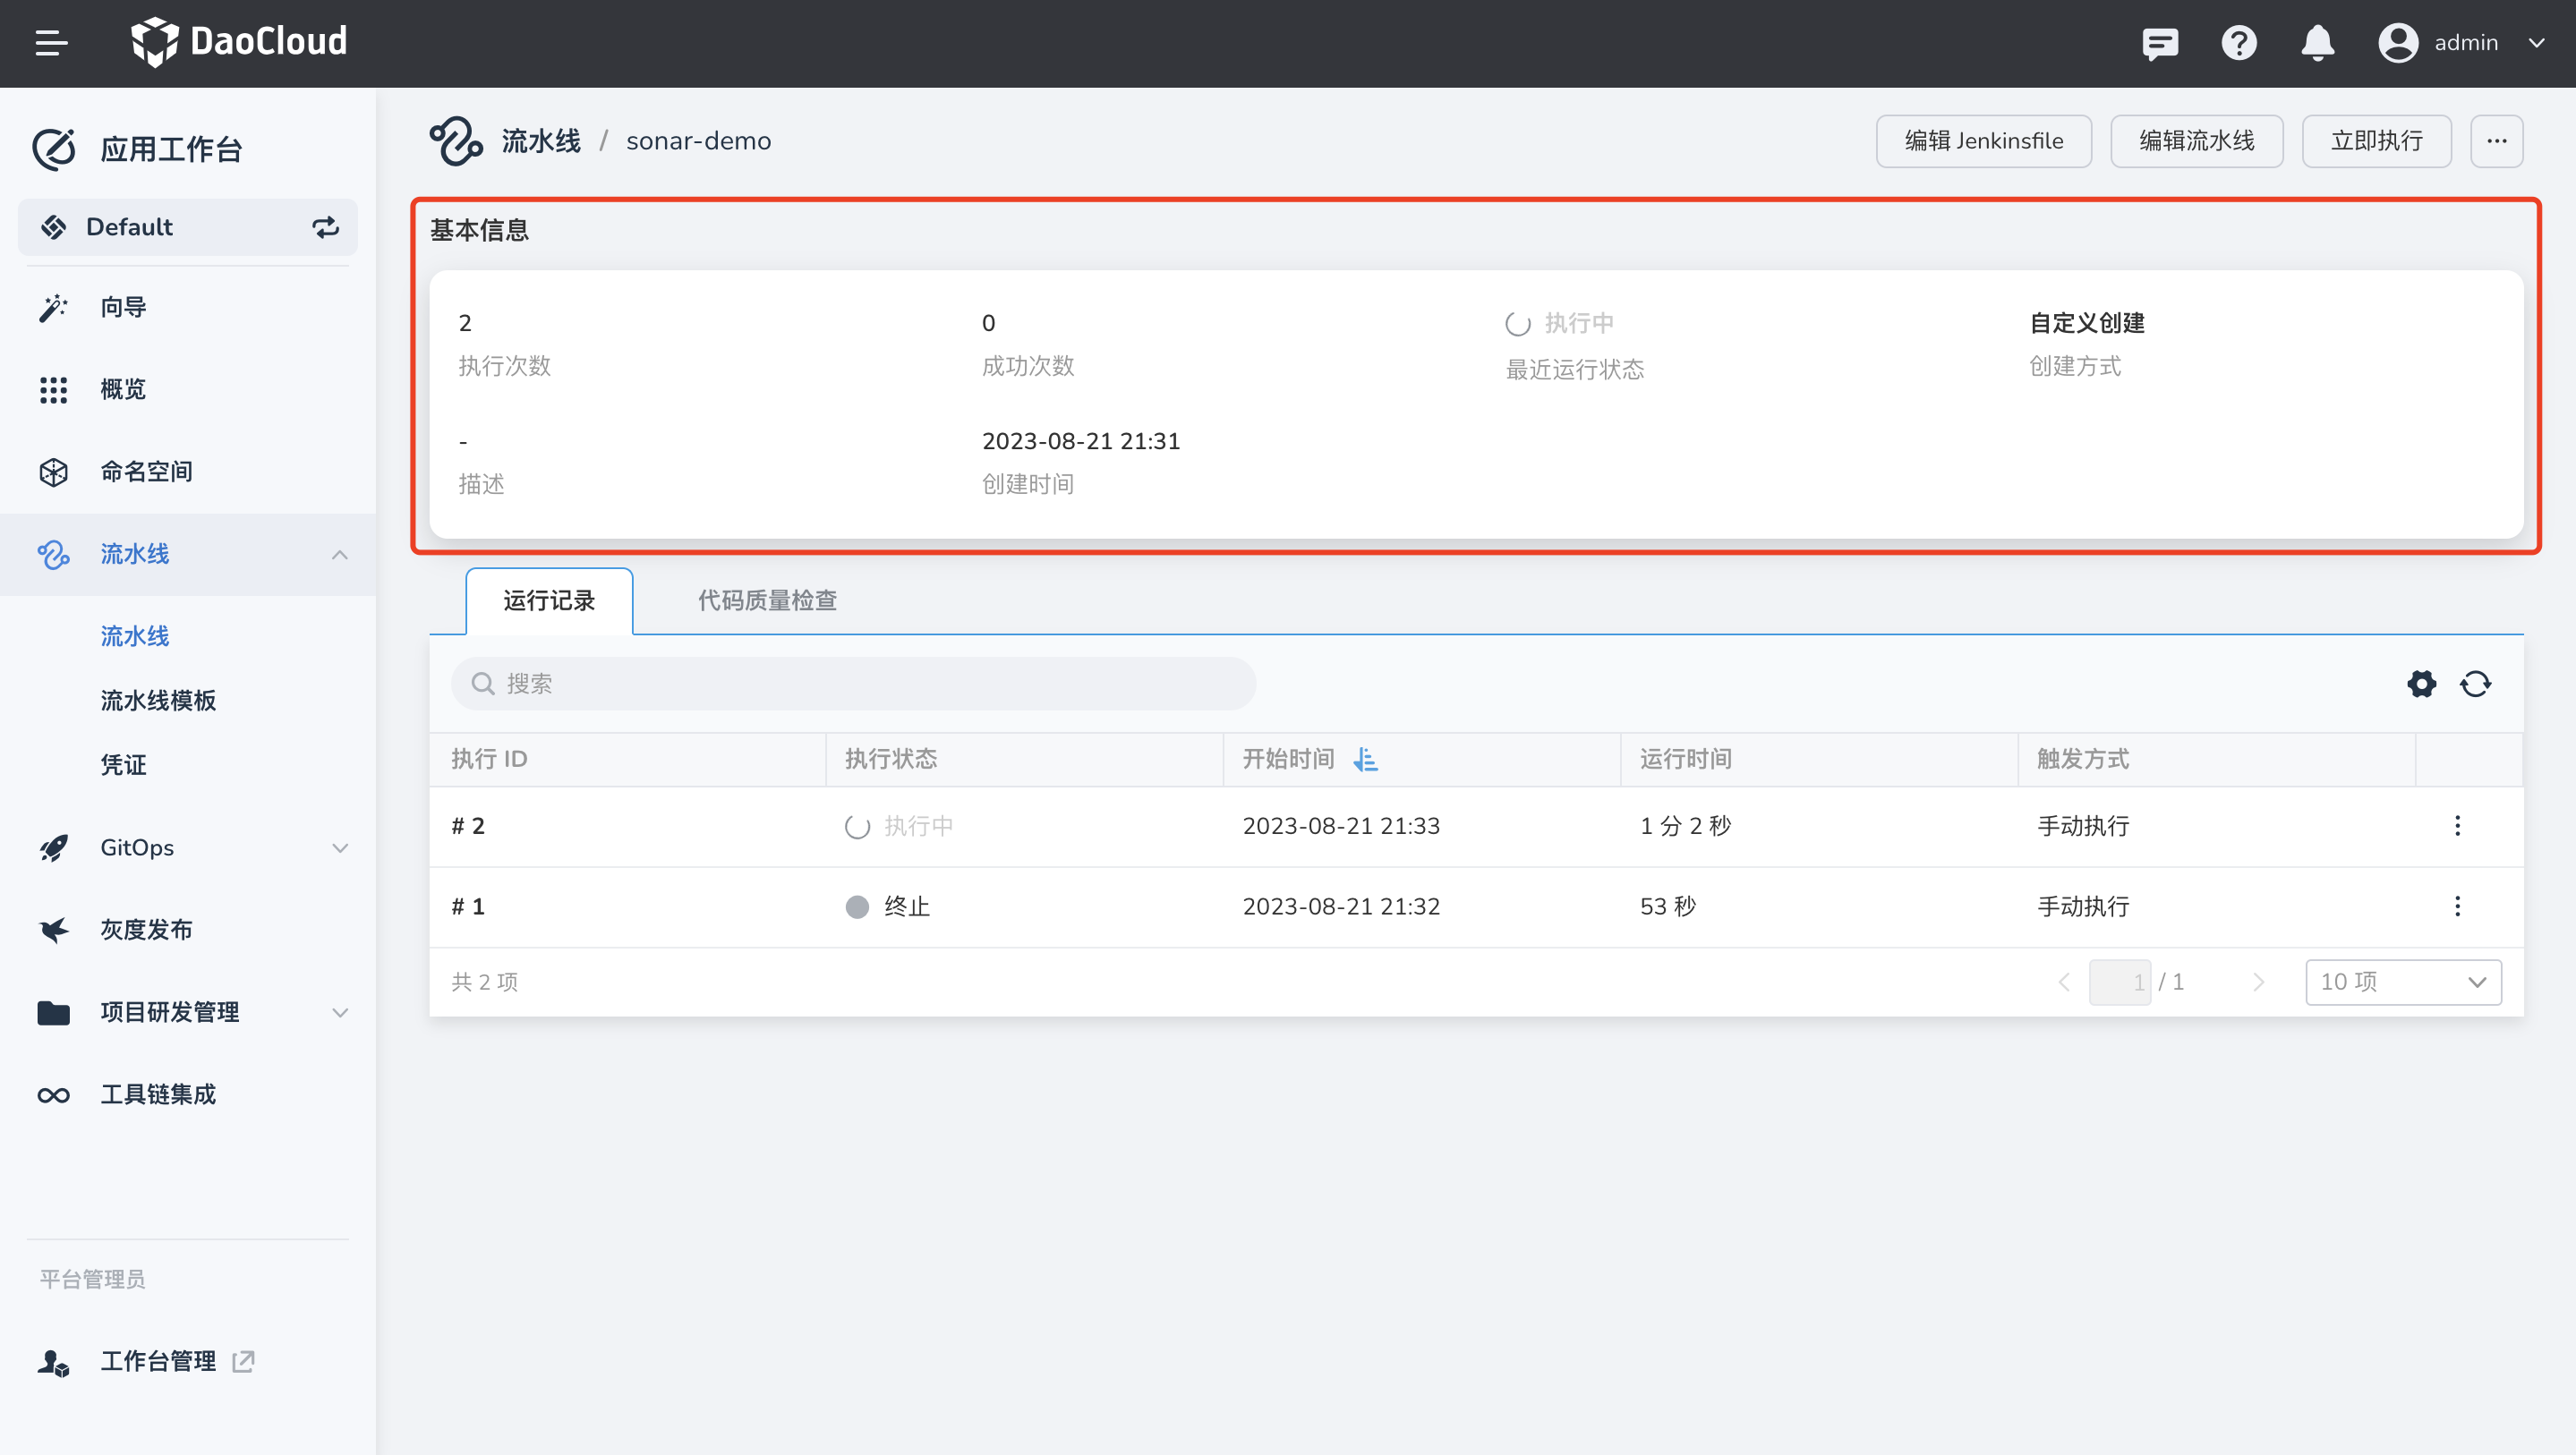 DaoCloud
admin
应用工作台
Default
向导
概览
命名空间
流水线
流水线
流水线模板
凭证
GitOps
灰度发布
项目研发管理
工具链集成
平台管理员
工作台管理
流水线 / sonar-demo
编辑 Jenkinsfile
编辑流水线
立即执行
基本信息
2
执行次数
0
成功次数
执行中
最近运行状态
自定义创建
创建方式
-
描述
2023-08-21 21:31
创建时间
运行记录
代码质量检查
搜索
执行 ID 执行状态 开始时间 运行时间 触发方式
# 2 执行中 2023-08-21 21:33 1 分 2 秒 手动执行
# 1 终止 2023-08-21 21:32 53 秒 手动执行
共 2 项
1 / 1
10 项